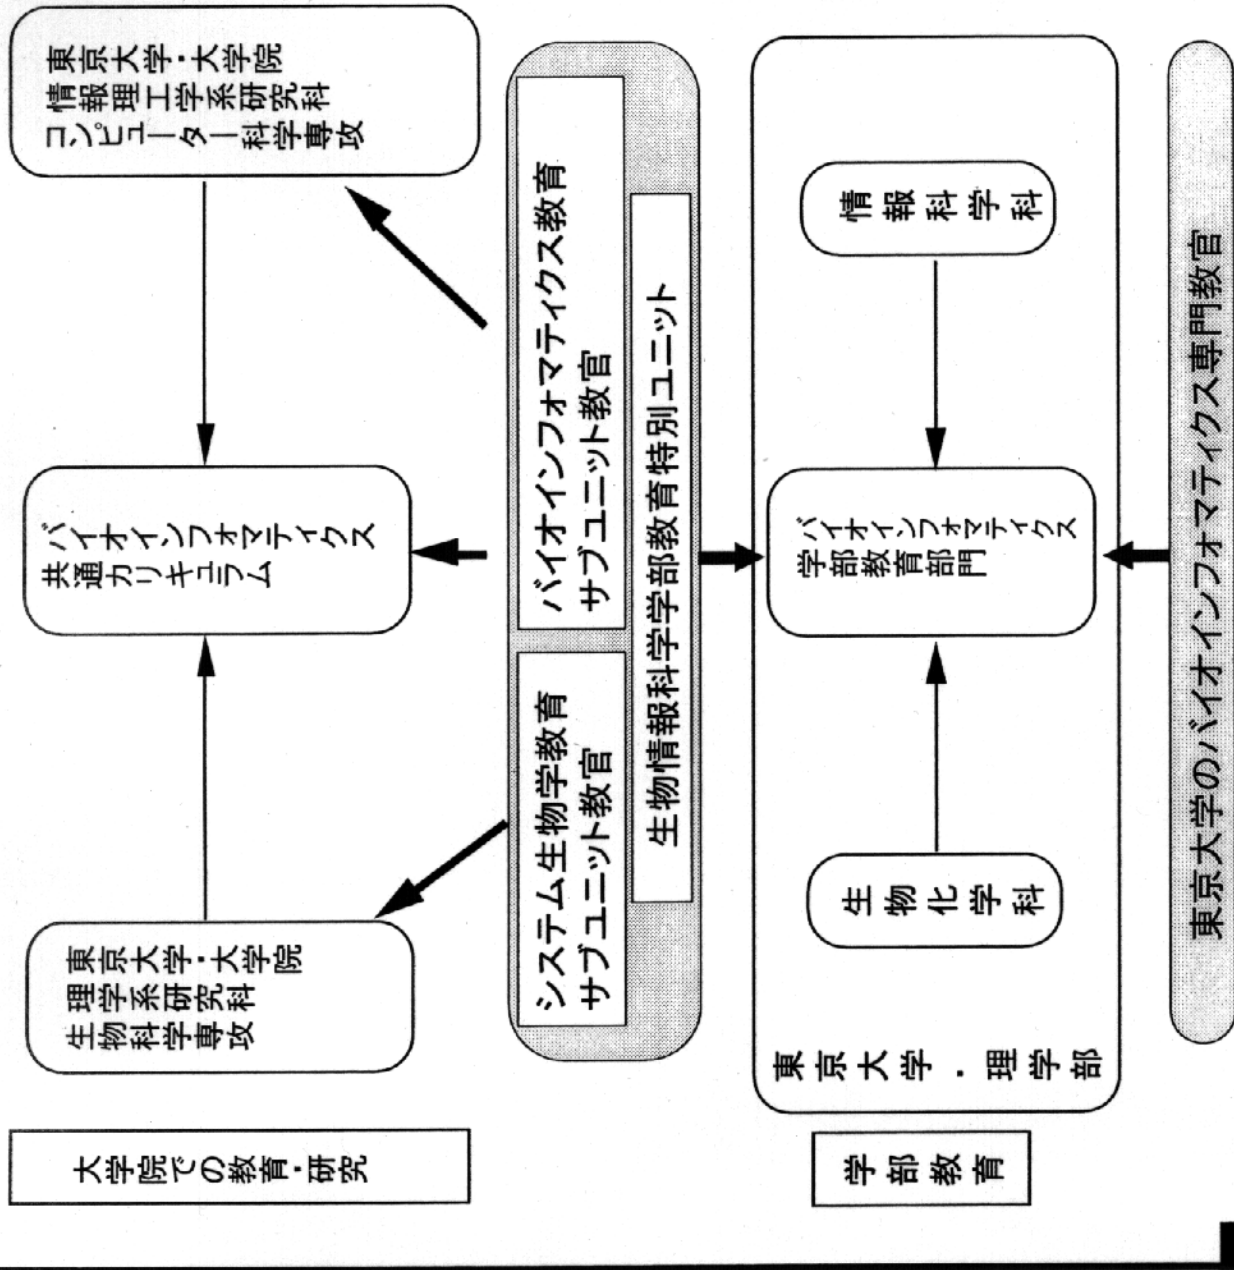 大学院での教育・研究
東京大学・大学院
理学系研究科
生物科学専攻
バイオインフォマティクス
共通カリキュラム
東京大学・大学院
情報理工学系研究科
コンピューター科学専攻
システム生物学教育
サブユニット教官
バイオインフォマティクス教育
サブユニット教官
生物情報科学学部教育特別ユニット
学部教育
東京大学・理学部
生物化学科
バイオインフォマティクス
学部教育部門
情報科学科
東京大学のバイオインフォマティクス専門教官